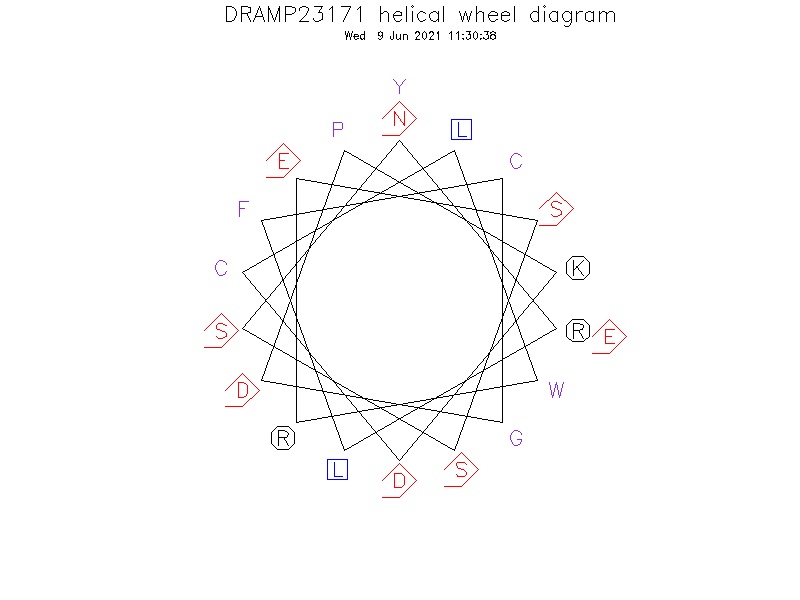 DRAMP23171 helical wheel diagram
Wed 9 Jun 2021 11:30:38
Y
N
P L
E C
F S
C K
S R E
D W
R G
L D S